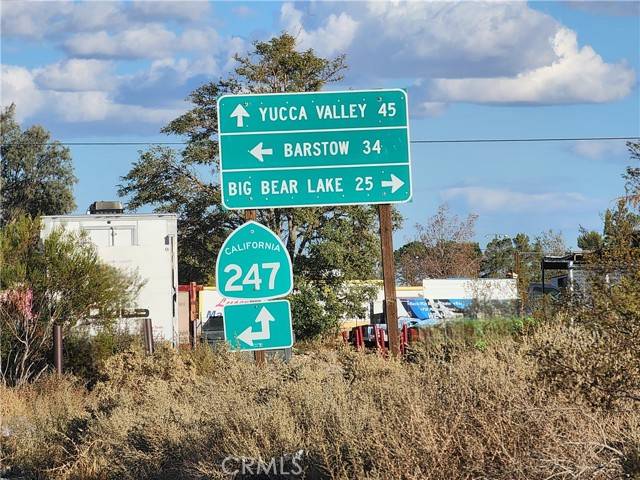 YUCCA VALLEY 45
BARSTOW 34
BIG BEAR LAKE 25
CALIFORNIA
247
CRMLS